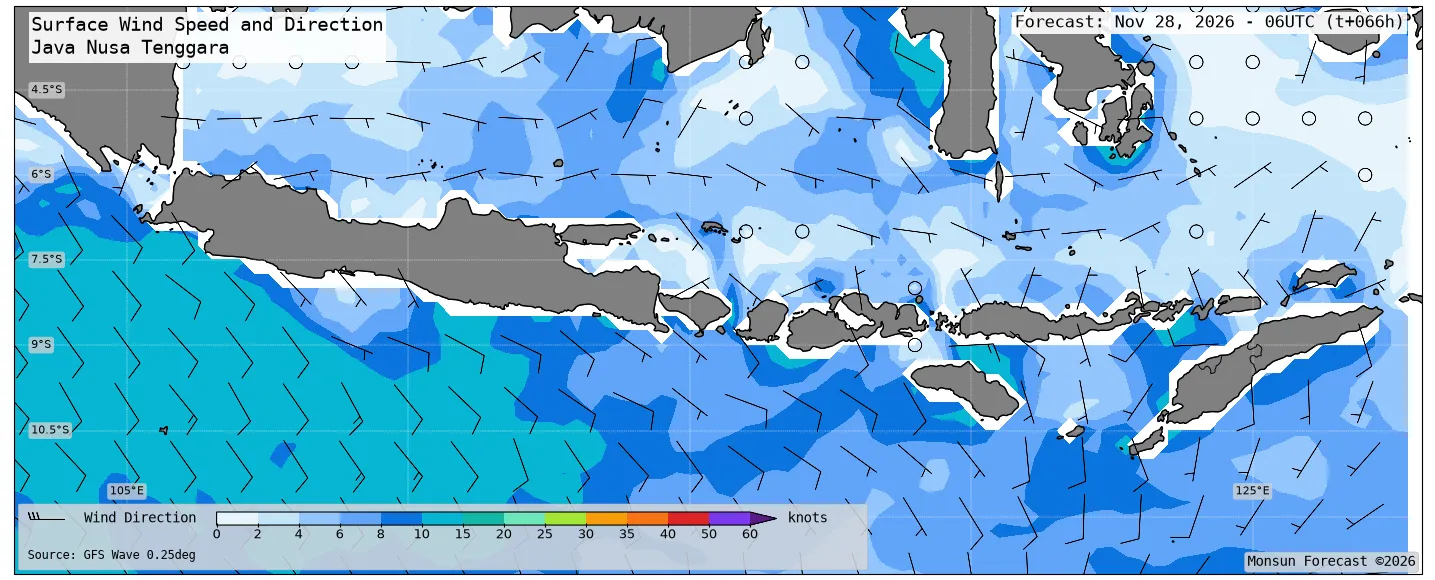 Surface Wind Speed and Direction
Java Nusa Tenggara
Forecast: Nov 28, 2026 - 06UTC (t+066h)
4.5°S
6°S
7.5°S
9°S
10.5°S
105°E
125°E
Wind Direction
0 2 4 6 8 10 15 20 25 30 35 40 50 60
knots
Source: GFS Wave 0.25deg
Monsun Forecast ©2026